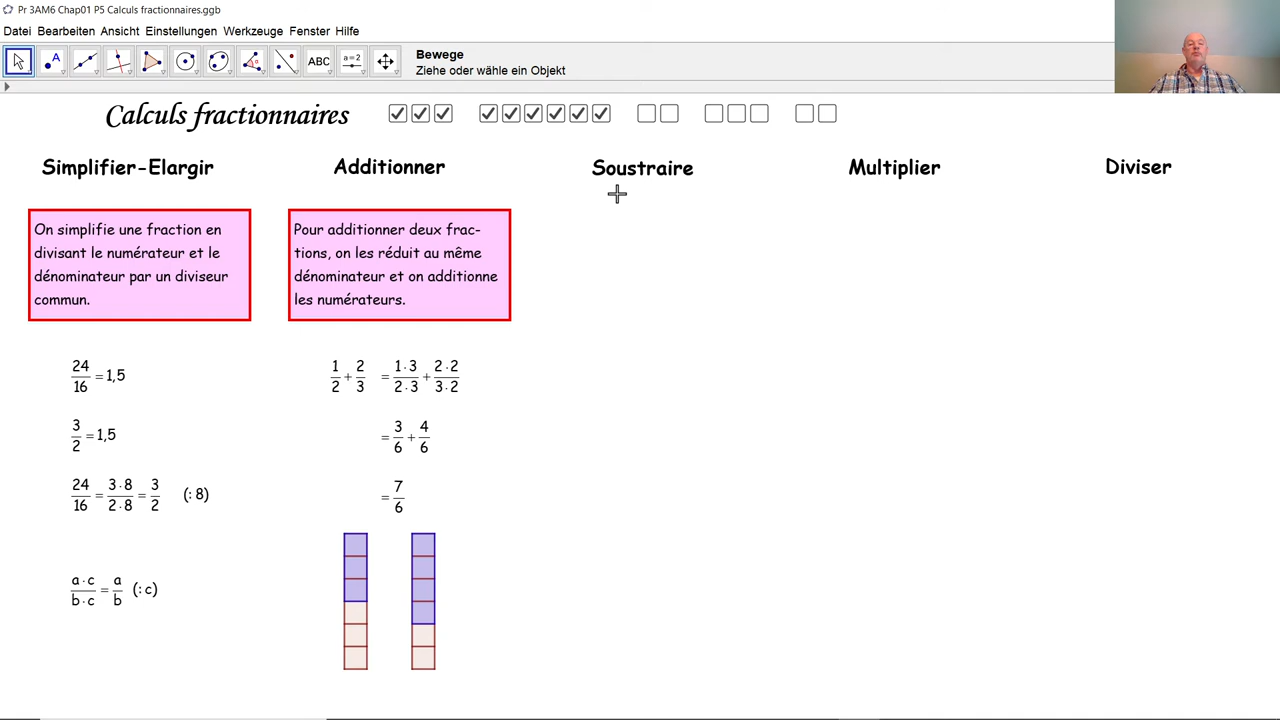 Pr 3AM6 Chap01 P5 Calculs fractionnaires.ggb
Datei Bearbeiten Ansicht Einstellungen Werkzeuge Fenster Hilfe
A
ABC
a=2
Bewege
Ziehe oder wähle ein Objekt
Calculs fractionnaires
Simplifier-Elargir
On simplifie une fraction en
divisant le numérateur et le
dénominateur par un diviseur
commun.
24/16 = 1,5
3/2 = 1,5
24/16 = 3·8/2·8 = 3/2 (: 8)
a·c/b·c = a/b (: c)
Additionner
Pour additionner deux frac-
tions, on les réduit au même
dénominateur et on additionne
les numérateurs.
1/2 + 2/3 = 1·3/2·3 + 2·2/3·2
= 3/6 + 4/6
= 7/6
Soustraire
Multiplier
Diviser